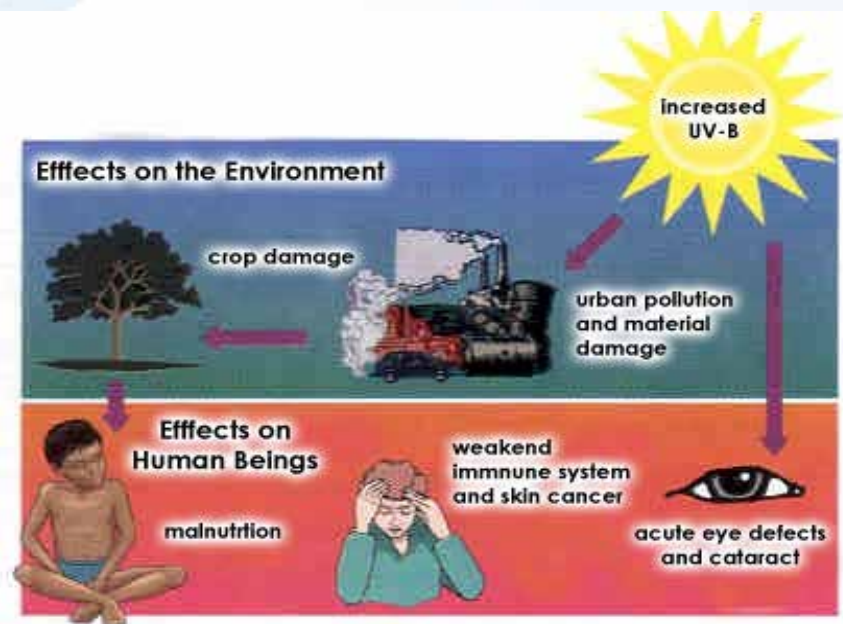 increased
UV-B
Efffects on the Environment
crop damage
urban pollution
and material
damage
Efffects on
Human Beings
malnutrtion
weakend
immnune system
and skin cancer
acute eye defects
and cataract